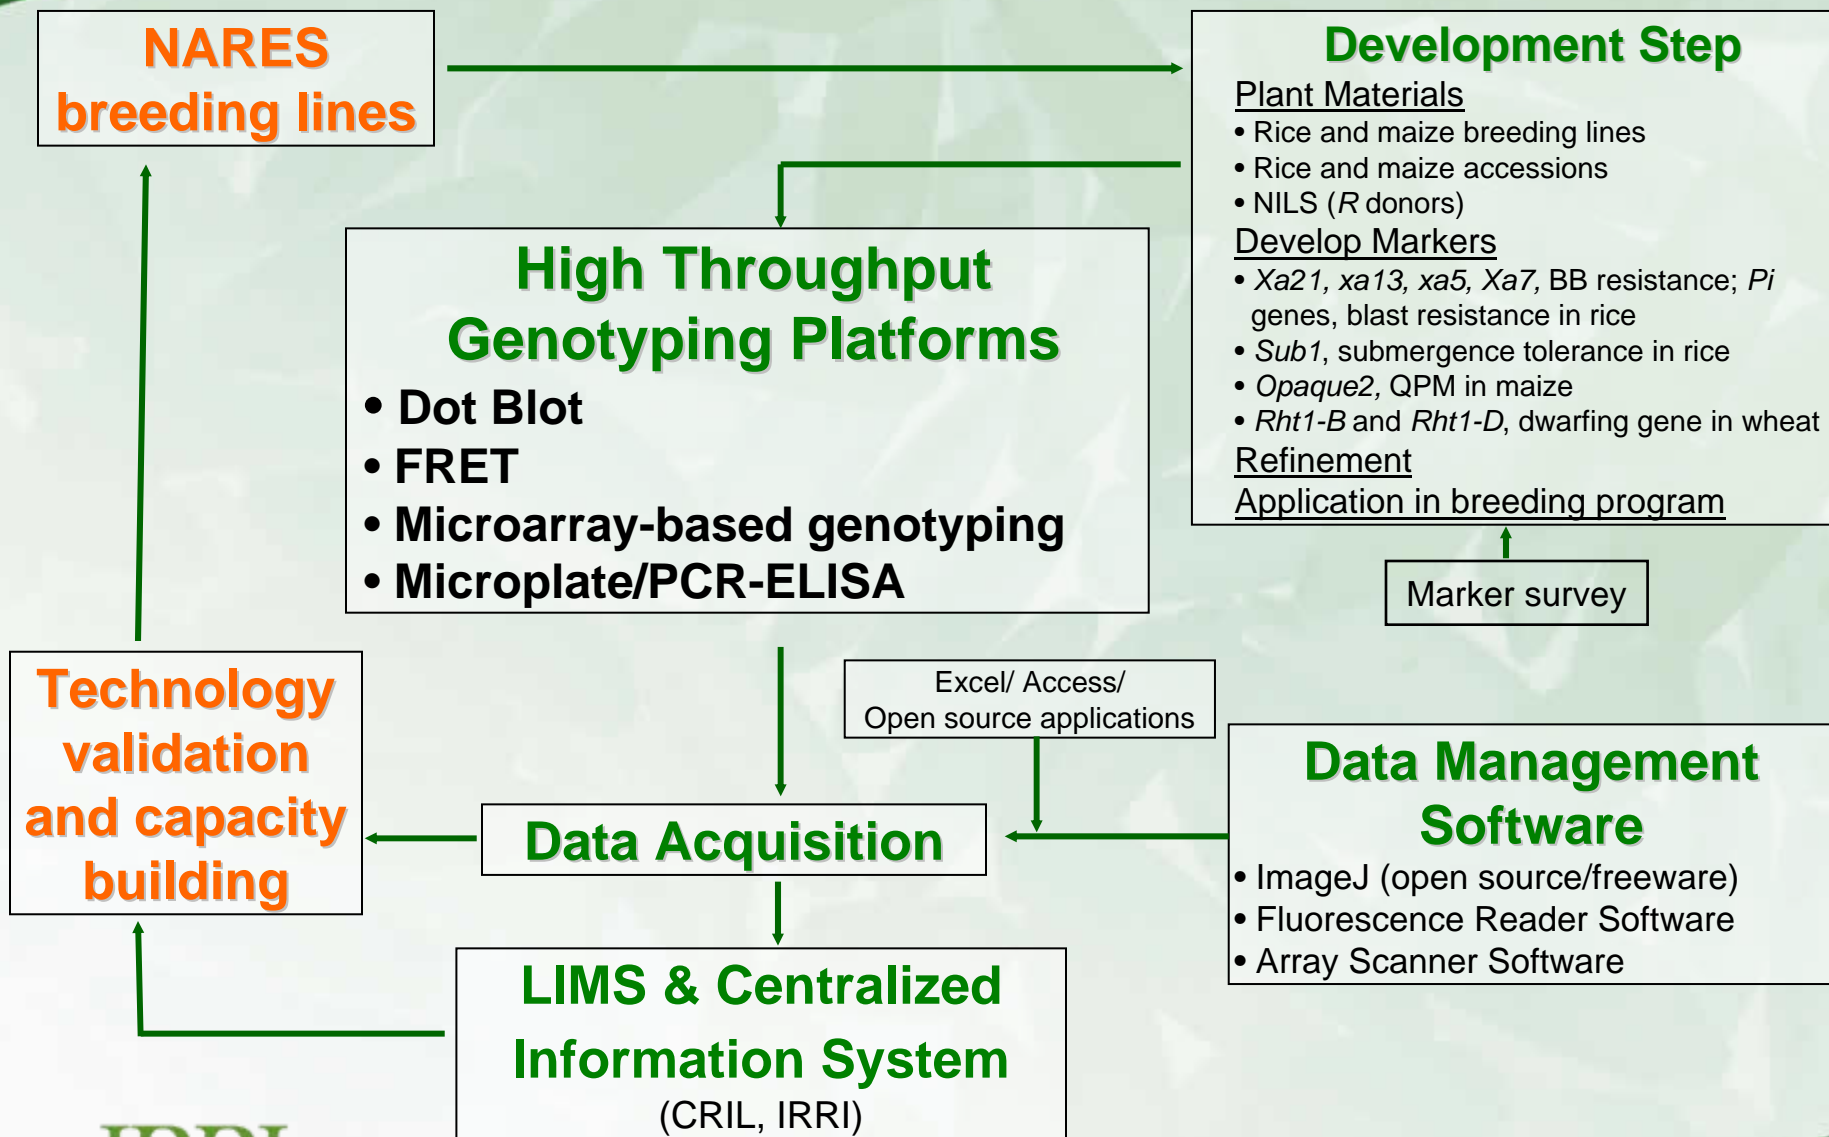 NARES
breeding lines
Development Step
Plant Materials
• Rice and maize breeding lines
• Rice and maize accessions
• NILS (R donors)
Develop Markers
• Xa21, xa13, xa5, Xa7, BB resistance; Pi
genes, blast resistance in rice
• Sub1, submergence tolerance in rice
• Opaque2, QPM in maize
• Rht1-B and Rht1-D, dwarfing gene in wheat
Refinement
Application in breeding program
Marker survey
High Throughput
Genotyping Platforms
• Dot Blot
• FRET
• Microarray-based genotyping
• Microplate/PCR-ELISA
Technology
validation
and capacity
building
Excel/ Access/
Open source applications
Data Acquisition
Data Management
Software
• ImageJ (open source/freeware)
• Fluorescence Reader Software
• Array Scanner Software
LIMS & Centralized
Information System
(CRIL, IRRI)
IRRI